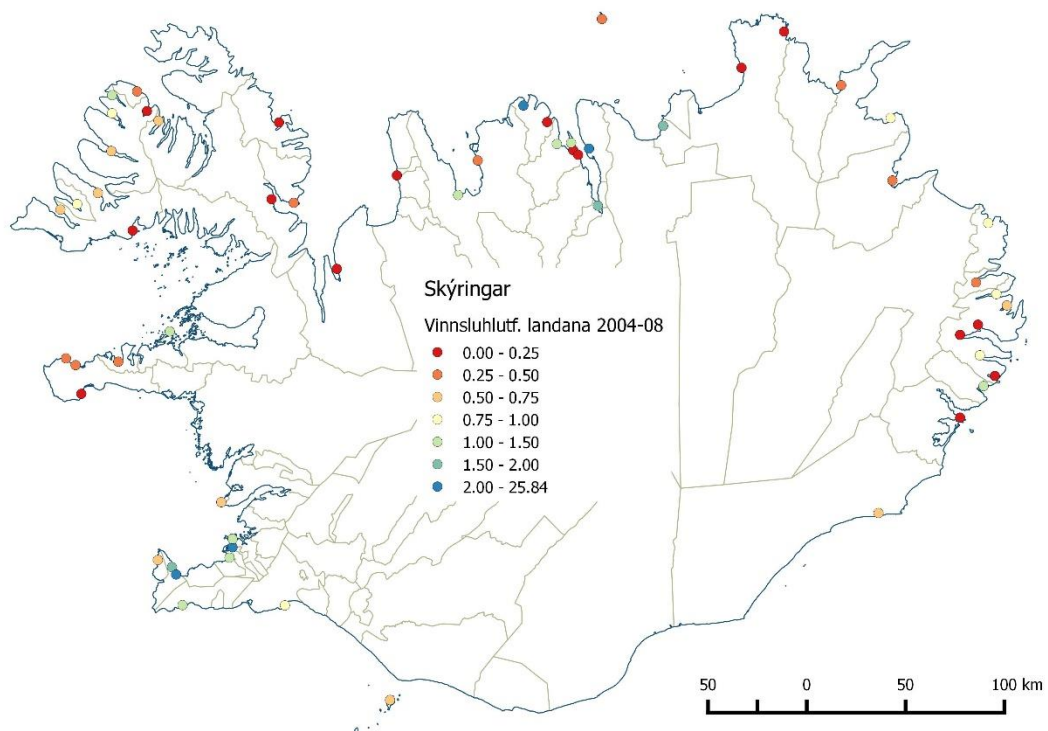 Skýringar
Vinnsluhlutf. landana 2004-08
0.00 - 0.25
0.25 - 0.50
0.50 - 0.75
0.75 - 1.00
1.00 - 1.50
1.50 - 2.00
2.00 - 25.84
50 0 50 100 km